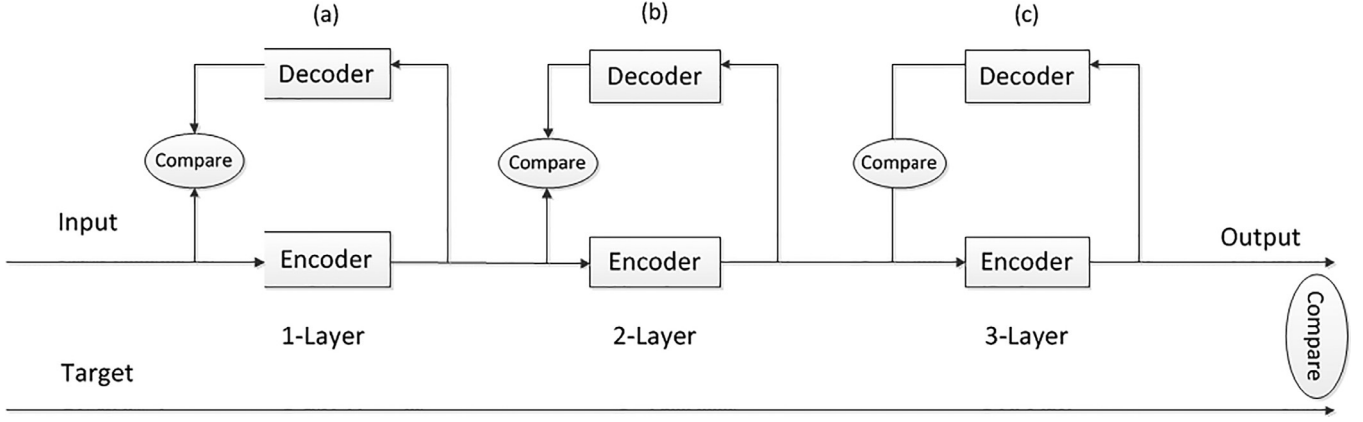 (a)
(b)
(c)
Decoder
Decoder
Decoder
Compare
Compare
Compare
Input
Output
Encoder
Encoder
Encoder
Compare
1-Layer
2-Layer
3-Layer
Target